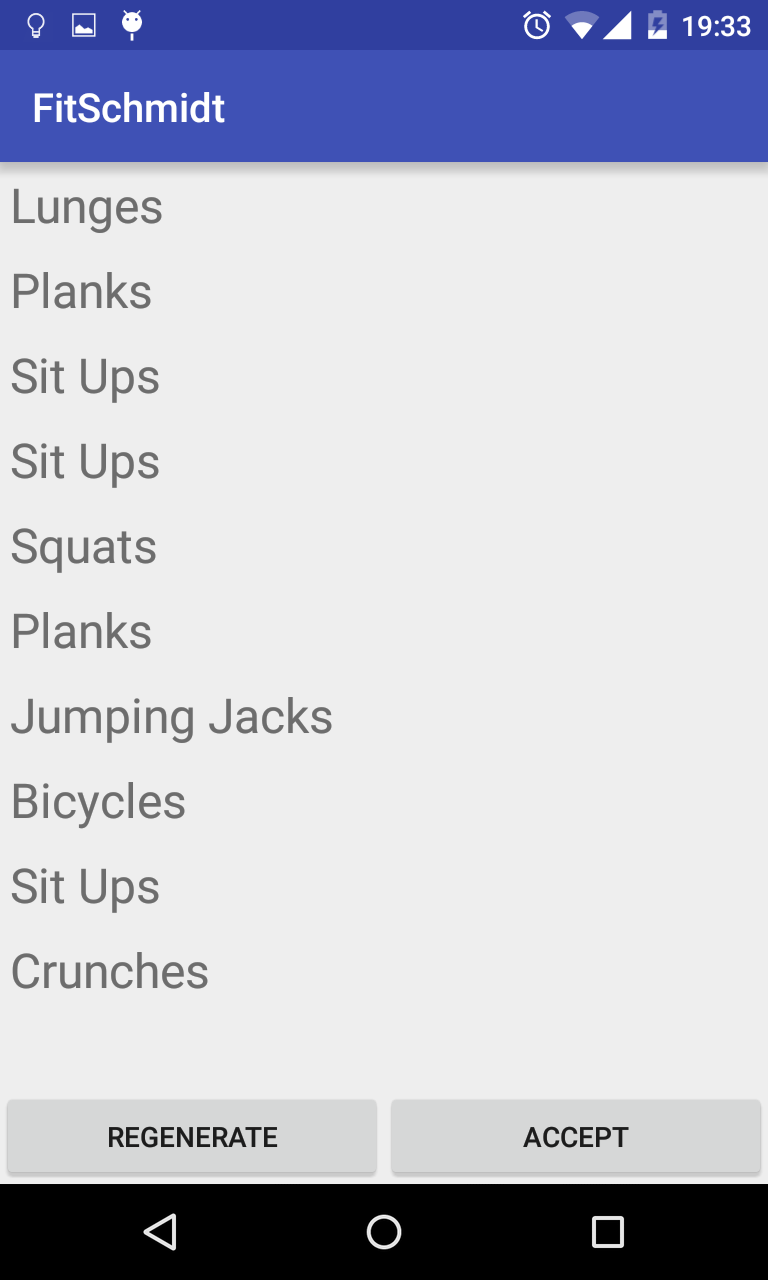 19:33
FitSchmidt
Lunges
Planks
Sit Ups
Sit Ups
Squats
Planks
Jumping Jacks
Bicycles
Sit Ups
Crunches
REGENERATE ACCEPT